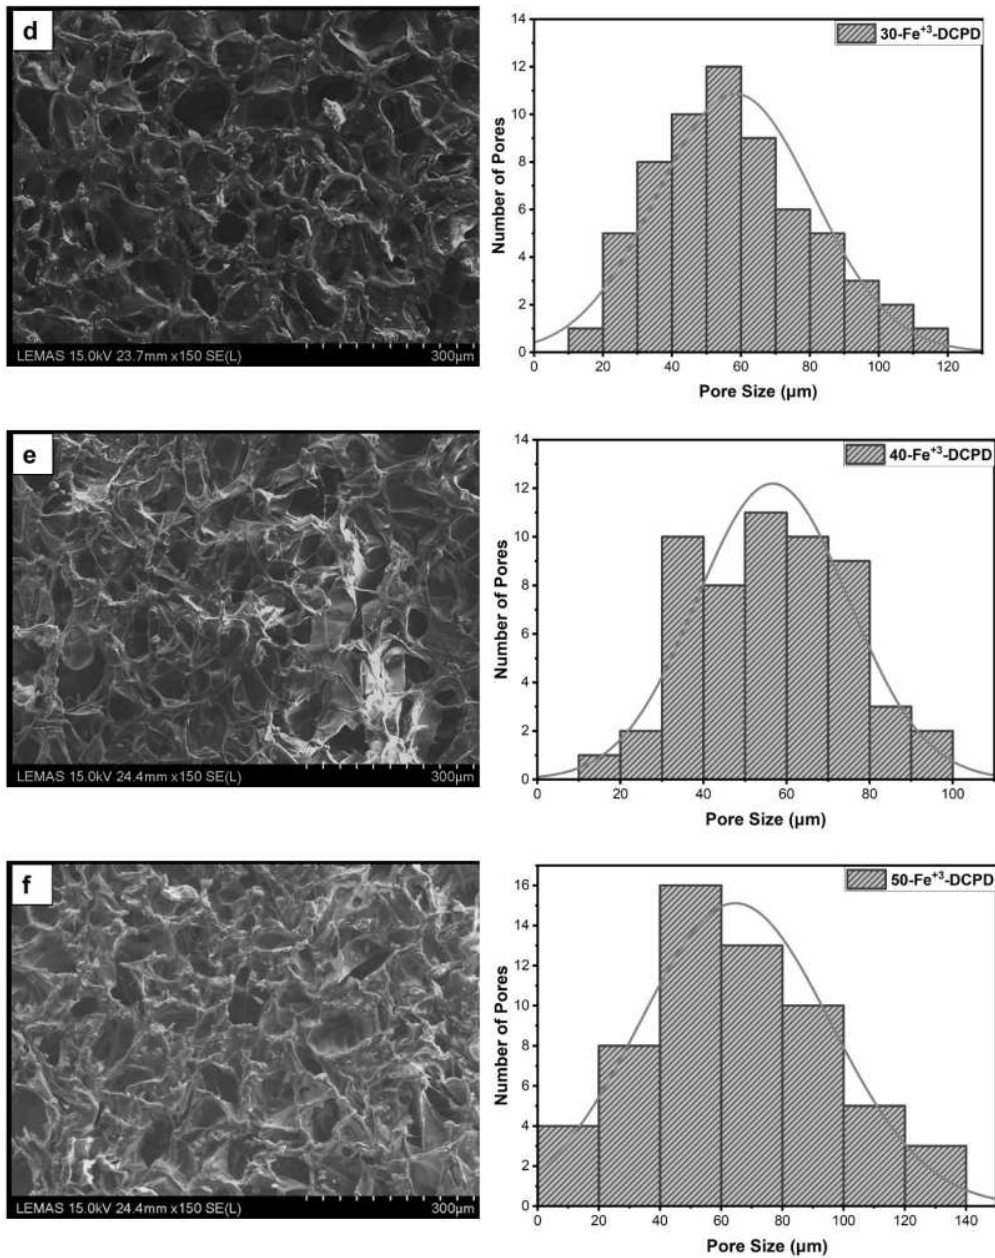 d
LEMAS 15.0kV 23.7mm x150 SE(L) 300µm
14
12
10
8
6
4
2
0
0 20 40 60 80 100 120
30-Fe⁺³-DCPD
Number of Pores
Pore Size (µm)
e
LEMAS 15.0kV 24.4mm x150 SE(L) 300µm
14
12
10
8
6
4
2
0
0 20 40 60 80 100
40-Fe⁺³-DCPD
Number of Pores
Pore Size (µm)
f
LEMAS 15.0kV 24.4mm x150 SE(L) 300µm
16
14
12
10
8
6
4
2
0
0 20 40 60 80 100 120 140
50-Fe⁺³-DCPD
Number of Pores
Pore Size (µm)